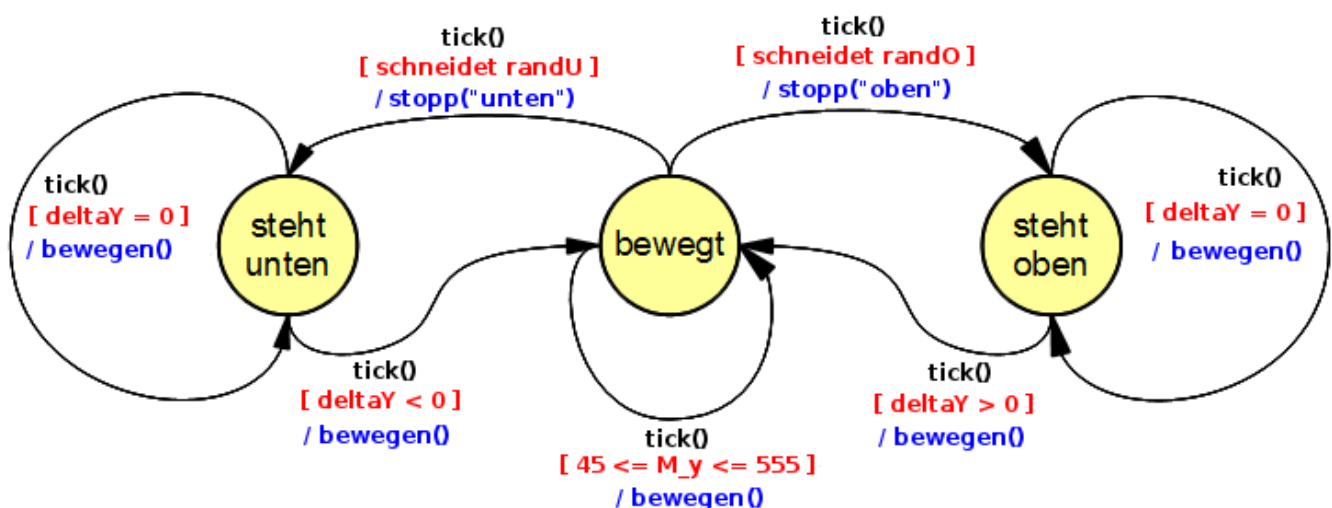 tick()
[ schneidet randU ]
/ stopp("unten")
tick()
[ schneidet randO ]
/ stopp("oben")
tick()
[ deltaY = 0 ]
/ bewegen()
steht
unten
bewegt
steht
oben
tick()
[ deltaY = 0 ]
/ bewegen()
tick()
[ deltaY < 0 ]
/ bewegen()
tick()
[ 45 <= M_y <= 555 ]
/ bewegen()
tick()
[ deltaY > 0 ]
/ bewegen()